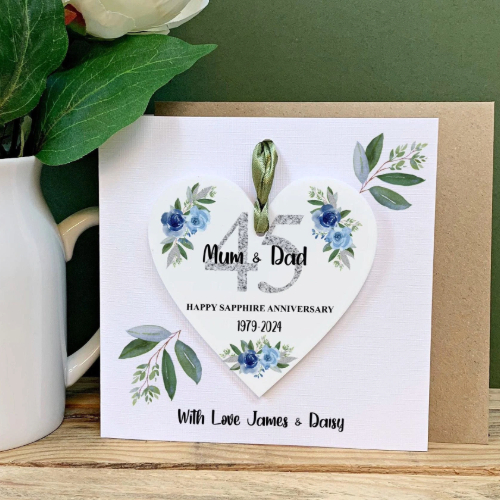 45
Mum & Dad
HAPPY SAPPHIRE ANNIVERSARY
1979-2024
With Love James & Daisy